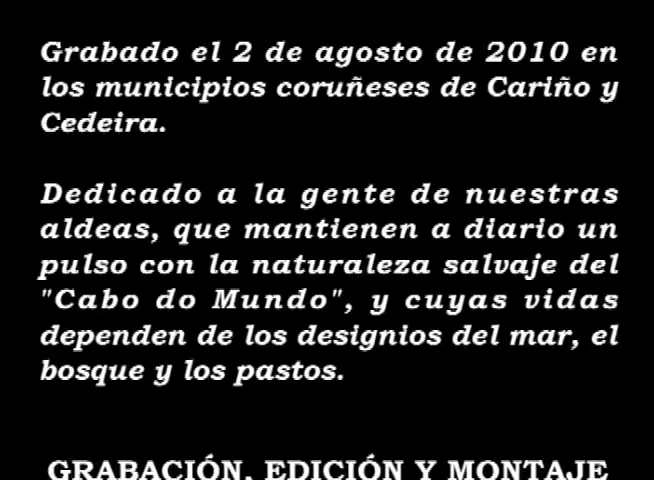 Grabado el 2 de agosto de 2010 en
los municipios coruñeses de Cariño y
Cedeira.
Dedicado a la gente de nuestras
aldeas, que mantienen a diario un
pulso con la naturaleza salvaje del
"Cabo do Mundo", y cuyas vidas
dependen de los designios del mar, el
bosque y los pastos.
GRABACIÓN, EDICIÓN Y MONTAJE